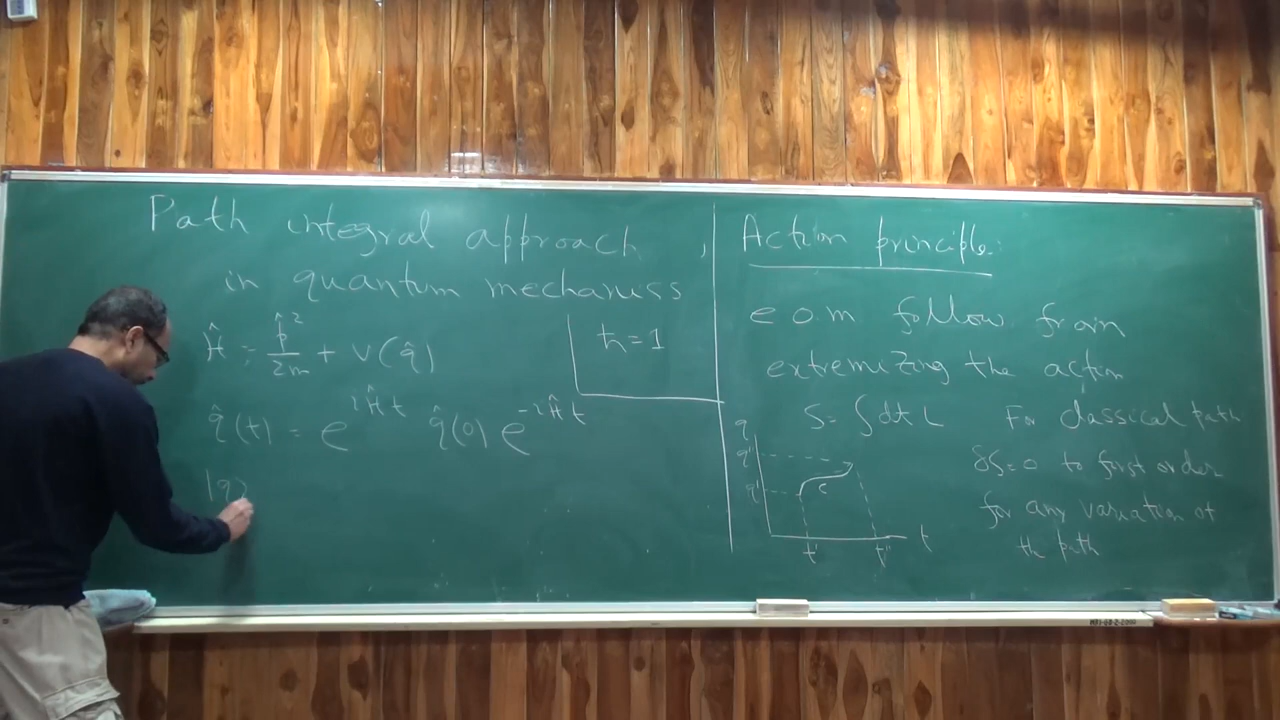 Path integral approach,
in quantum mechanics
Ĥ = p̂²/2m + V(q̂)
ħ=1
q̂(t) = e^{iĤt} q̂(0) e^{-iĤt}
|q>
Action principle:
eom follow from
extremizing the action
S = ∫dt L For classical path
δS=0 to first order
for any variation of
the path
q
q''
q'
c
t' t'' t